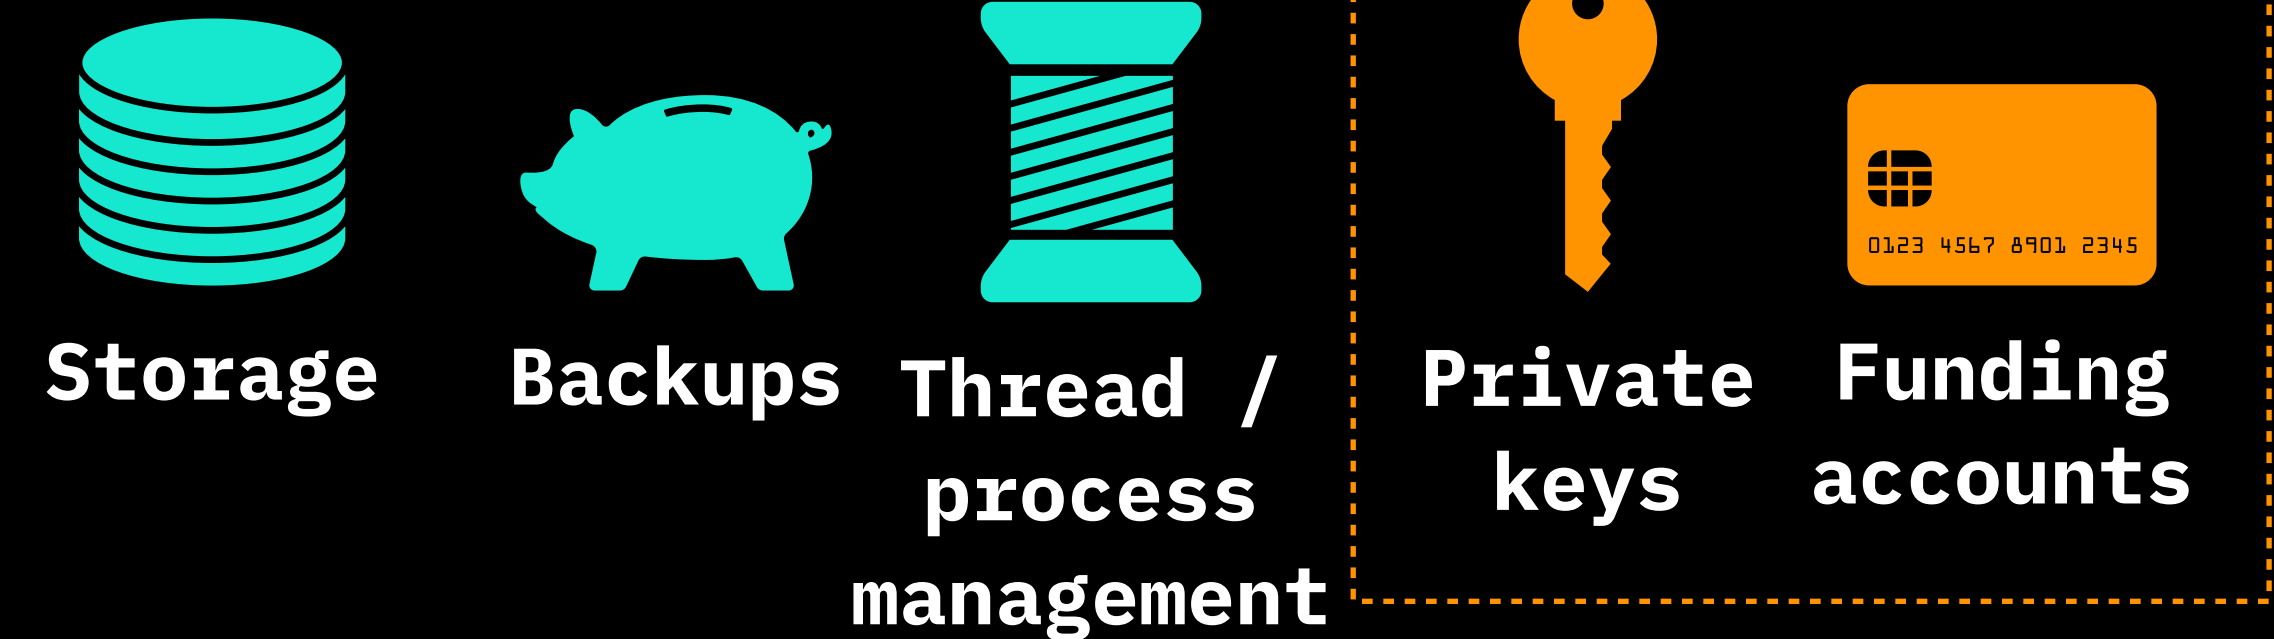 0123 4567 8901 2345
Storage
Backups
Thread /
process
management
Private
keys
Funding
accounts